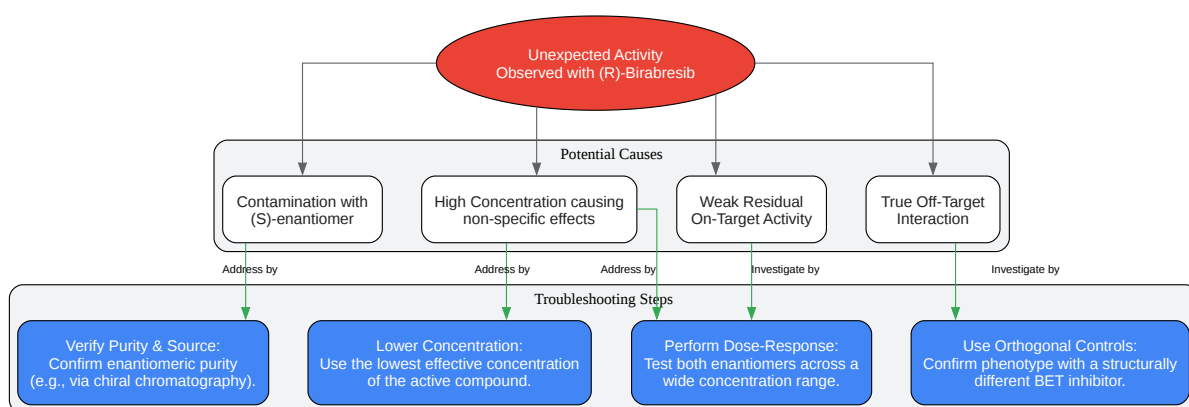 Unexpected Activity
Observed with (R)-Birabresib
Potential Causes
Contamination with
(S)-enantiomer
High Concentration causing
non-specific effects
Weak Residual
On-Target Activity
True Off-Target
Interaction
Address by
Address by
Address by
Investigate by
Investigate by
Troubleshooting Steps
Verify Purity & Source:
Confirm enantiomeric purity
(e.g., via chiral chromatography).
Lower Concentration:
Use the lowest effective concentration
of the active compound.
Perform Dose-Response:
Test both enantiomers across a
wide concentration range.
Use Orthogonal Controls:
Confirm phenotype with a structurally
different BET inhibitor.